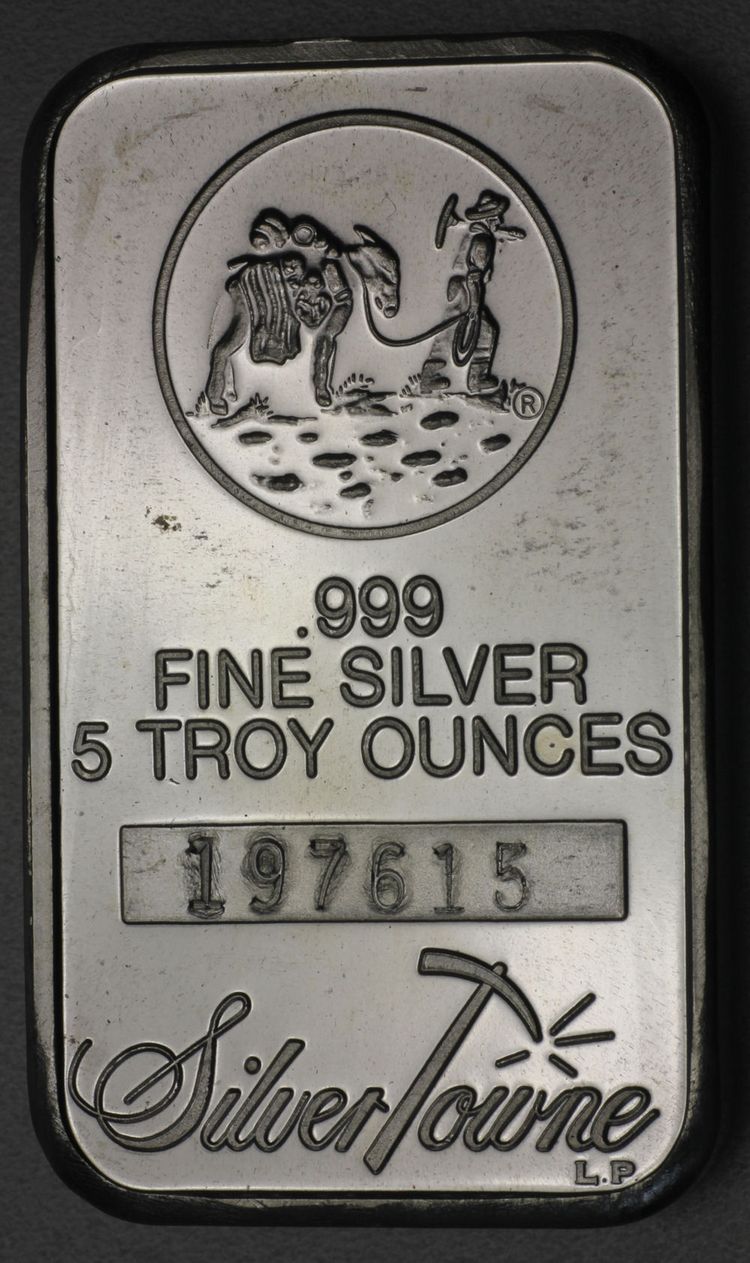 ®
.999
FINE SILVER
5 TROY OUNCES
197615
SilverTowne
L.P